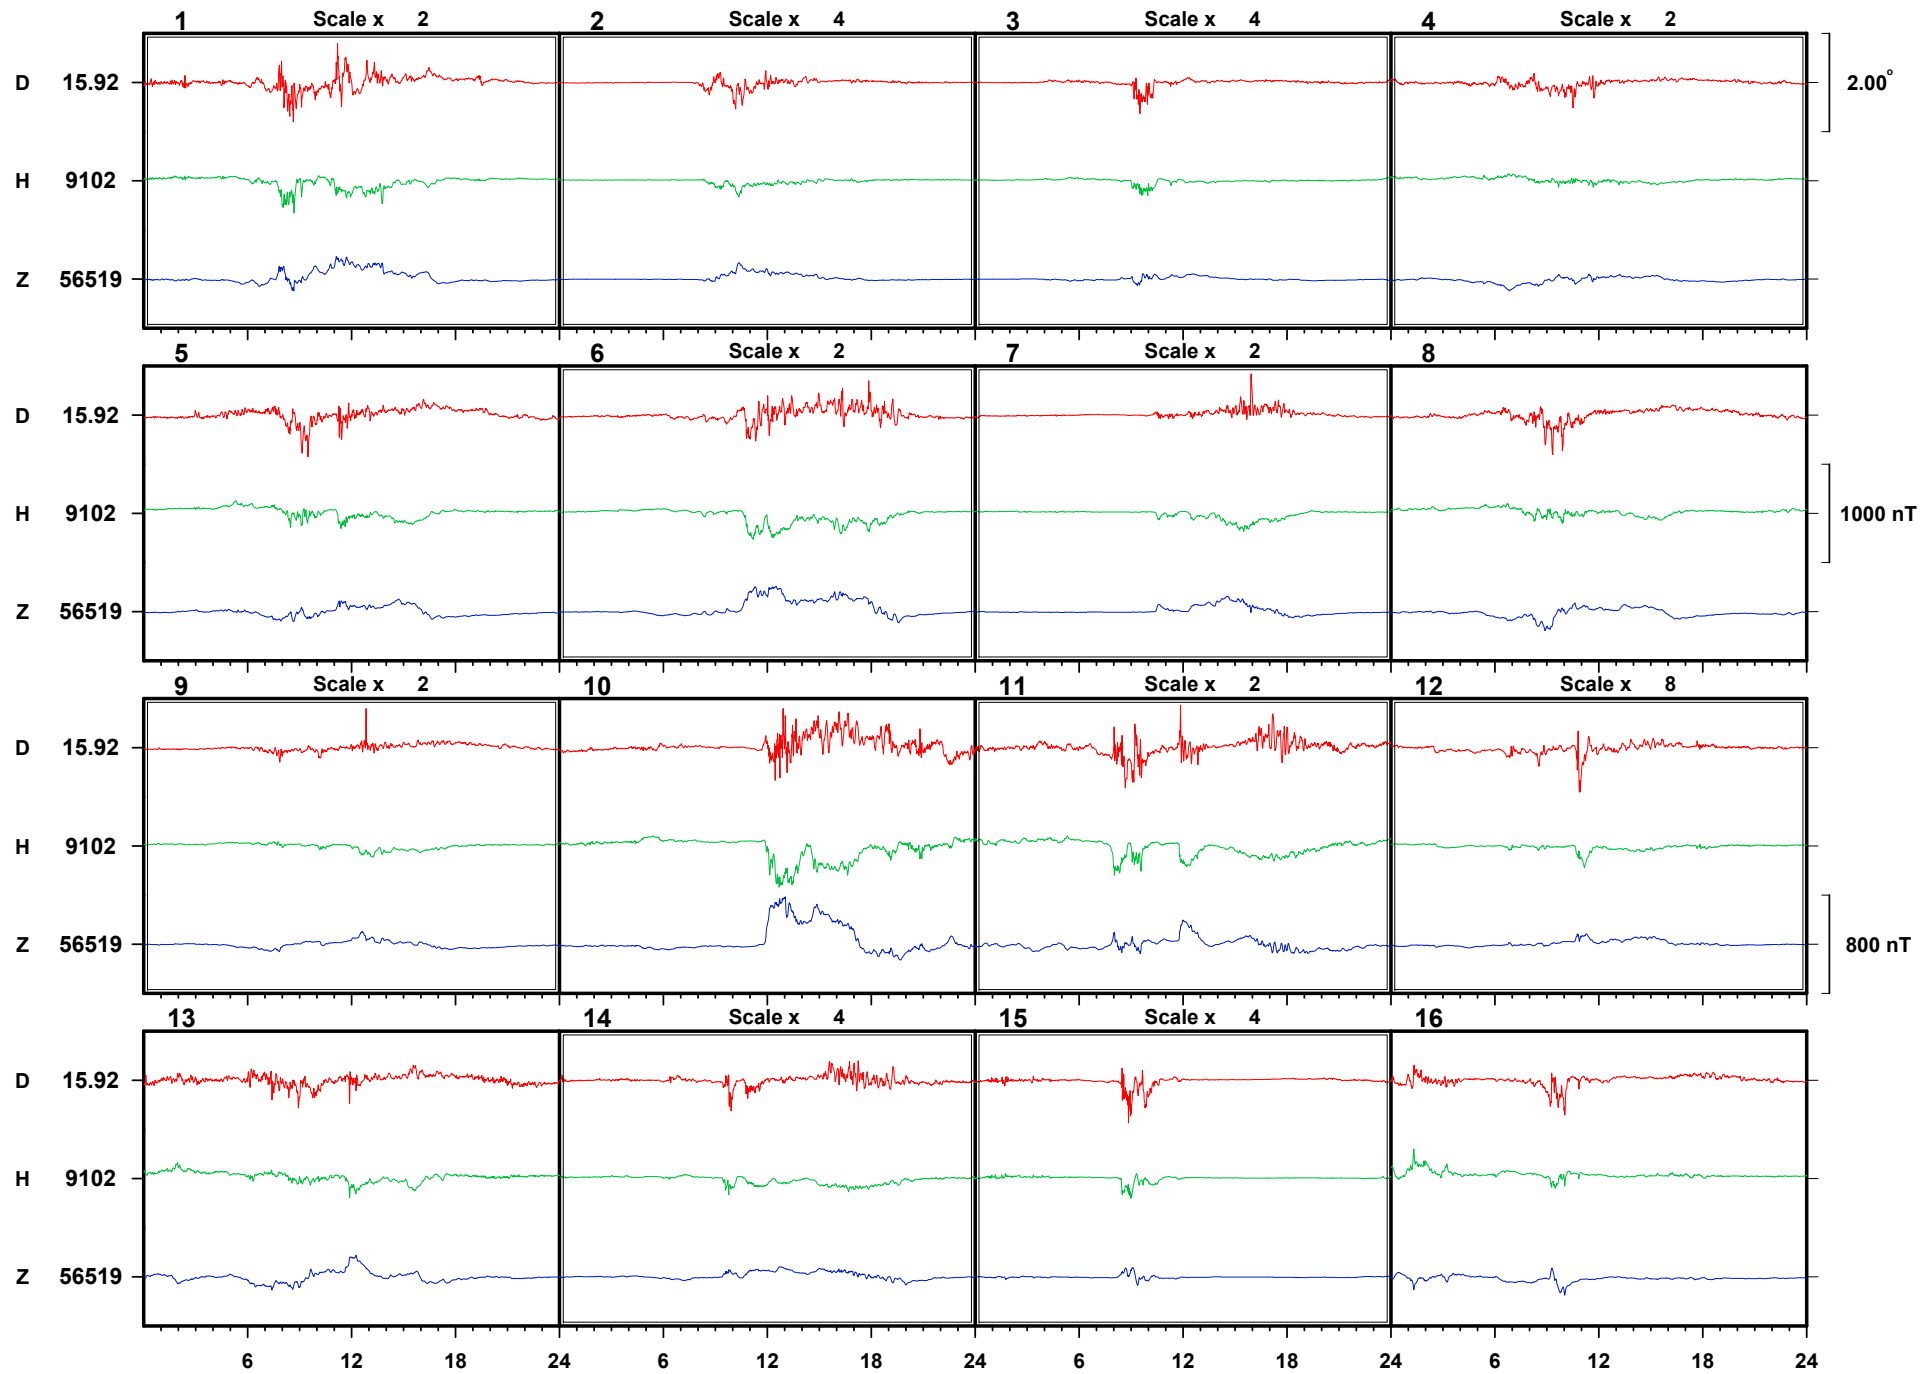 1 Scale x 2 2 Scale x 4 3 Scale x 4 4 Scale x 2
D 15.92 2.00°
H 9102
Z 56519
5 6 Scale x 2 7 Scale x 2 8
D 15.92
H 9102 1000 nT
Z 56519
9 Scale x 2 10 11 Scale x 2 12 Scale x 8
D 15.92
H 9102
Z 56519 800 nT
13 14 Scale x 4 15 Scale x 4 16
D 15.92
H 9102
Z 56519
6 12 18 24 6 12 18 24 6 12 18 24 6 12 18 24